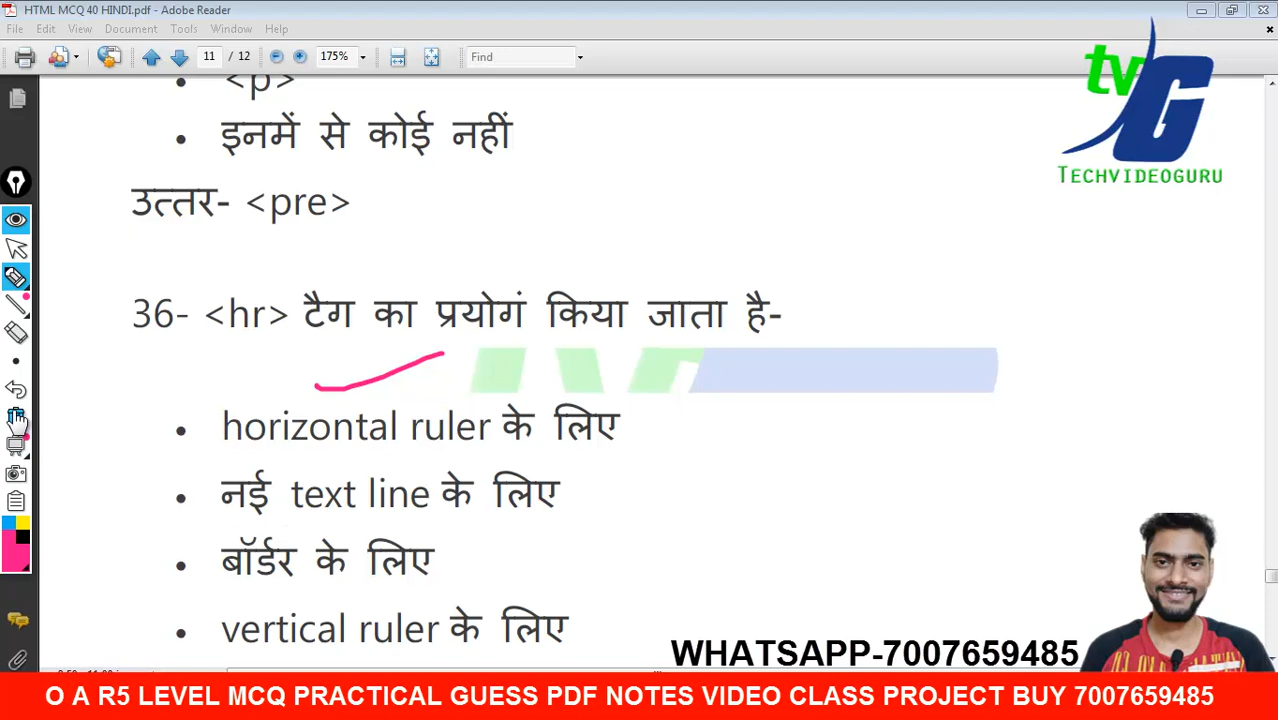 HTML MCQ 40 HINDI.pdf - Adobe Reader
File Edit View Document Tools Window Help
11 / 12 175% Find
<p>
इनमें से कोई नहीं
उत्तर- <pre>
36- <hr> टैग का प्रयोगं किया जाता है-
horizontal ruler के लिए
नई text line के लिए
बॉर्डर के लिए
vertical ruler के लिए
tvG
TECHVIDEOGURU
WHATSAPP-7007659485
O A R5 LEVEL MCQ PRACTICAL GUESS PDF NOTES VIDEO CLASS PROJECT BUY 7007659485